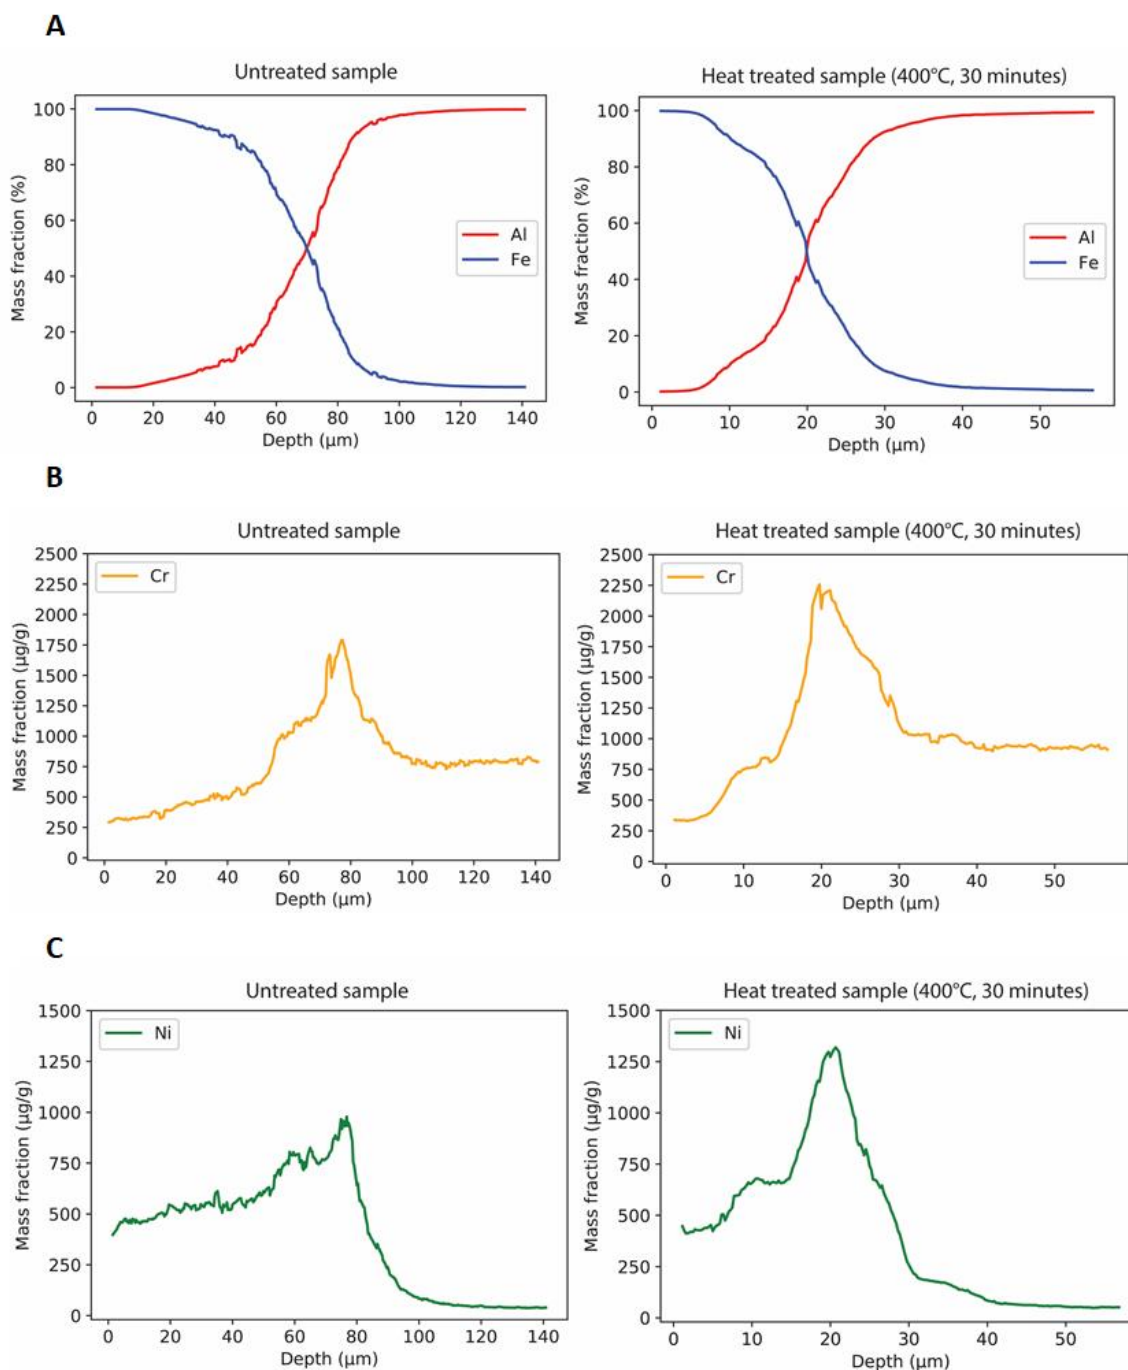 A
Untreated sample
Heat treated sample (400°C, 30 minutes)
100
80
60
40
20
0
Mass fraction (%)
Al
Fe
0 20 40 60 80 100 120 140
Depth (μm)
100
80
60
40
20
0
Mass fraction (%)
Al
Fe
0 10 20 30 40 50
Depth (μm)
B
Untreated sample
Heat treated sample (400°C, 30 minutes)
2500
2250
2000
1750
1500
1250
1000
750
500
250
0
Mass fraction (μg/g)
Cr
0 20 40 60 80 100 120 140
Depth (μm)
2500
2250
2000
1750
1500
1250
1000
750
500
250
0
Mass fraction (μg/g)
Cr
0 10 20 30 40 50
Depth (μm)
C
Untreated sample
Heat treated sample (400°C, 30 minutes)
1500
1250
1000
750
500
250
0
Mass fraction (μg/g)
Ni
0 20 40 60 80 100 120 140
Depth (μm)
1500
1250
1000
750
500
250
0
Mass fraction (μg/g)
Ni
0 10 20 30 40 50
Depth (μm)